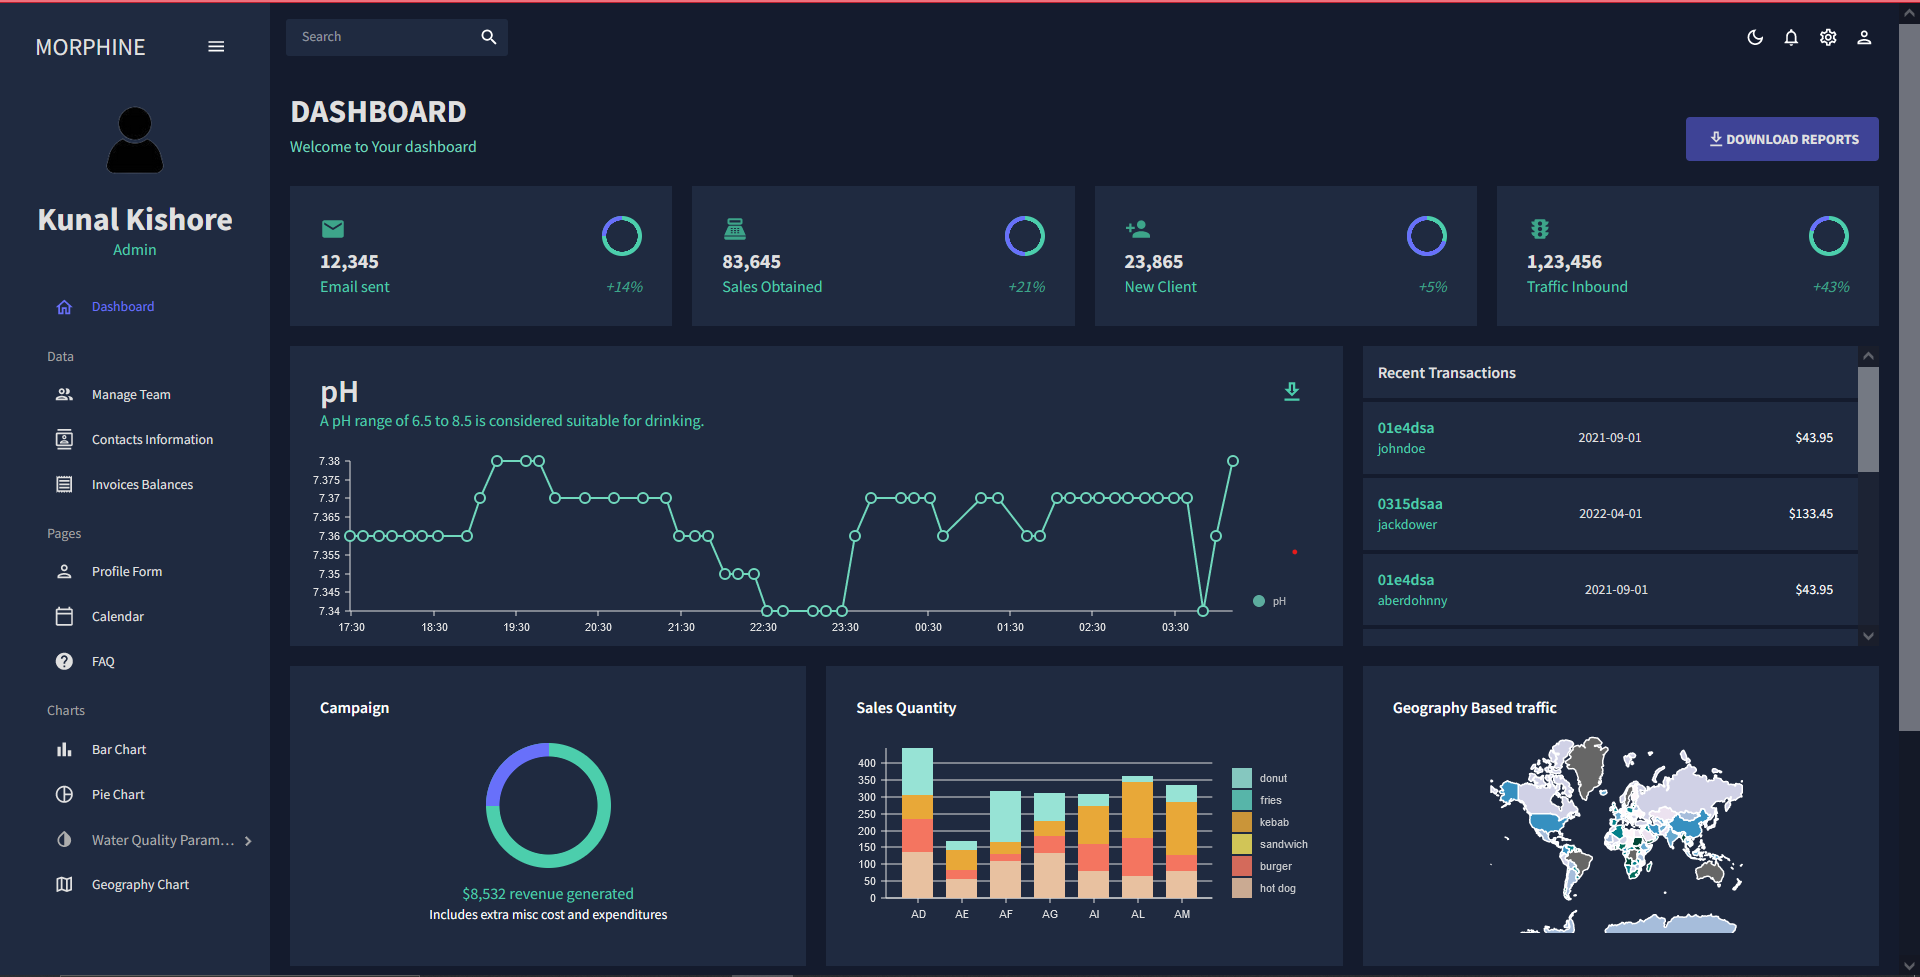 MORPHINE
Search
Kunal Kishore
Admin
Dashboard
Data
Manage Team
Contacts Information
Invoices Balances
Pages
Profile Form
Calendar
FAQ
Charts
Bar Chart
Pie Chart
Water Quality Param...
Geography Chart
DASHBOARD
Welcome to Your dashboard
DOWNLOAD REPORTS
12,345
Email sent
+14%
83,645
Sales Obtained
+21%
23,865
New Client
+5%
1,23,456
Traffic Inbound
+43%
pH
A pH range of 6.5 to 8.5 is considered suitable for drinking.
7.38
7.375
7.37
7.365
7.36
7.355
7.35
7.345
7.34
17:30 18:30 19:30 20:30 21:30 22:30 23:30 00:30 01:30 02:30 03:30
pH
Recent Transactions
01e4dsa
johndoe
2021-09-01
$43.95
0315dsaa
jackdower
2022-04-01
$133.45
01e4dsa
aberdohnny
2021-09-01
$43.95
Campaign
$8,532 revenue generated
Includes extra misc cost and expenditures
Sales Quantity
400
350
300
250
200
150
100
50
0
AD AE AF AG AI AL AM
donut
fries
kebab
sandwich
burger
hot dog
Geography Based traffic